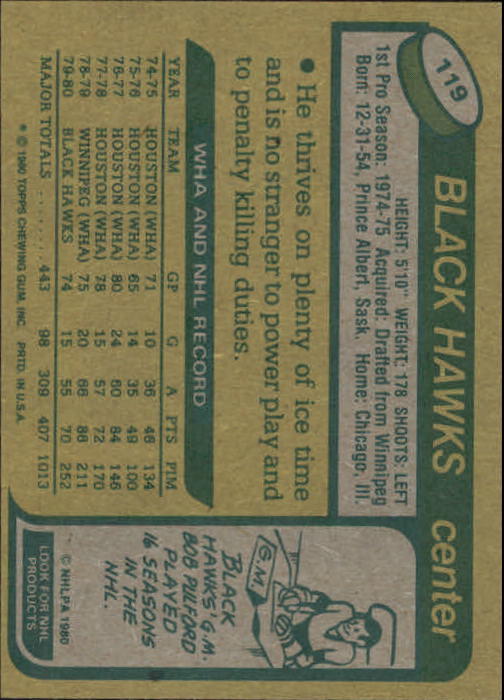 119
BLACK HAWKS center
HEIGHT: 5'10" WEIGHT: 178 SHOOTS: LEFT
1st Pro Season: 1974-75 Acquired: Drafted from Winnipeg
Born: 12-31-54, Prince Albert, Sask. Home: Chicago, Ill.
• He thrives on plenty of ice time
and is no stranger to power play and
to penalty killing duties.
WHA AND NHL RECORD
YEAR TEAM GP G A PTS PIM
74-75 HOUSTON (WHA) 71 10 36 46 134
75-76 HOUSTON (WHA) 65 14 35 49 100
76-77 HOUSTON (WHA) 80 24 60 84 146
77-78 HOUSTON (WHA) 78 15 57 72 170
78-79 WINNIPEG (WHA) 75 20 66 86 211
79-80 BLACK HAWKS 74 15 55 70 252
MAJOR TOTALS ........ 443 98 309 407 1013
* © 1980 TOPPS CHEWING GUM, INC. PRTD. IN U.S.A.
G.M.
BLACK
HAWKS' G.M.
BOB PULFORD
PLAYED
16 SEASONS
IN THE
NHL.
© NHLPA 1980
LOOK FOR NHL
PRODUCTS